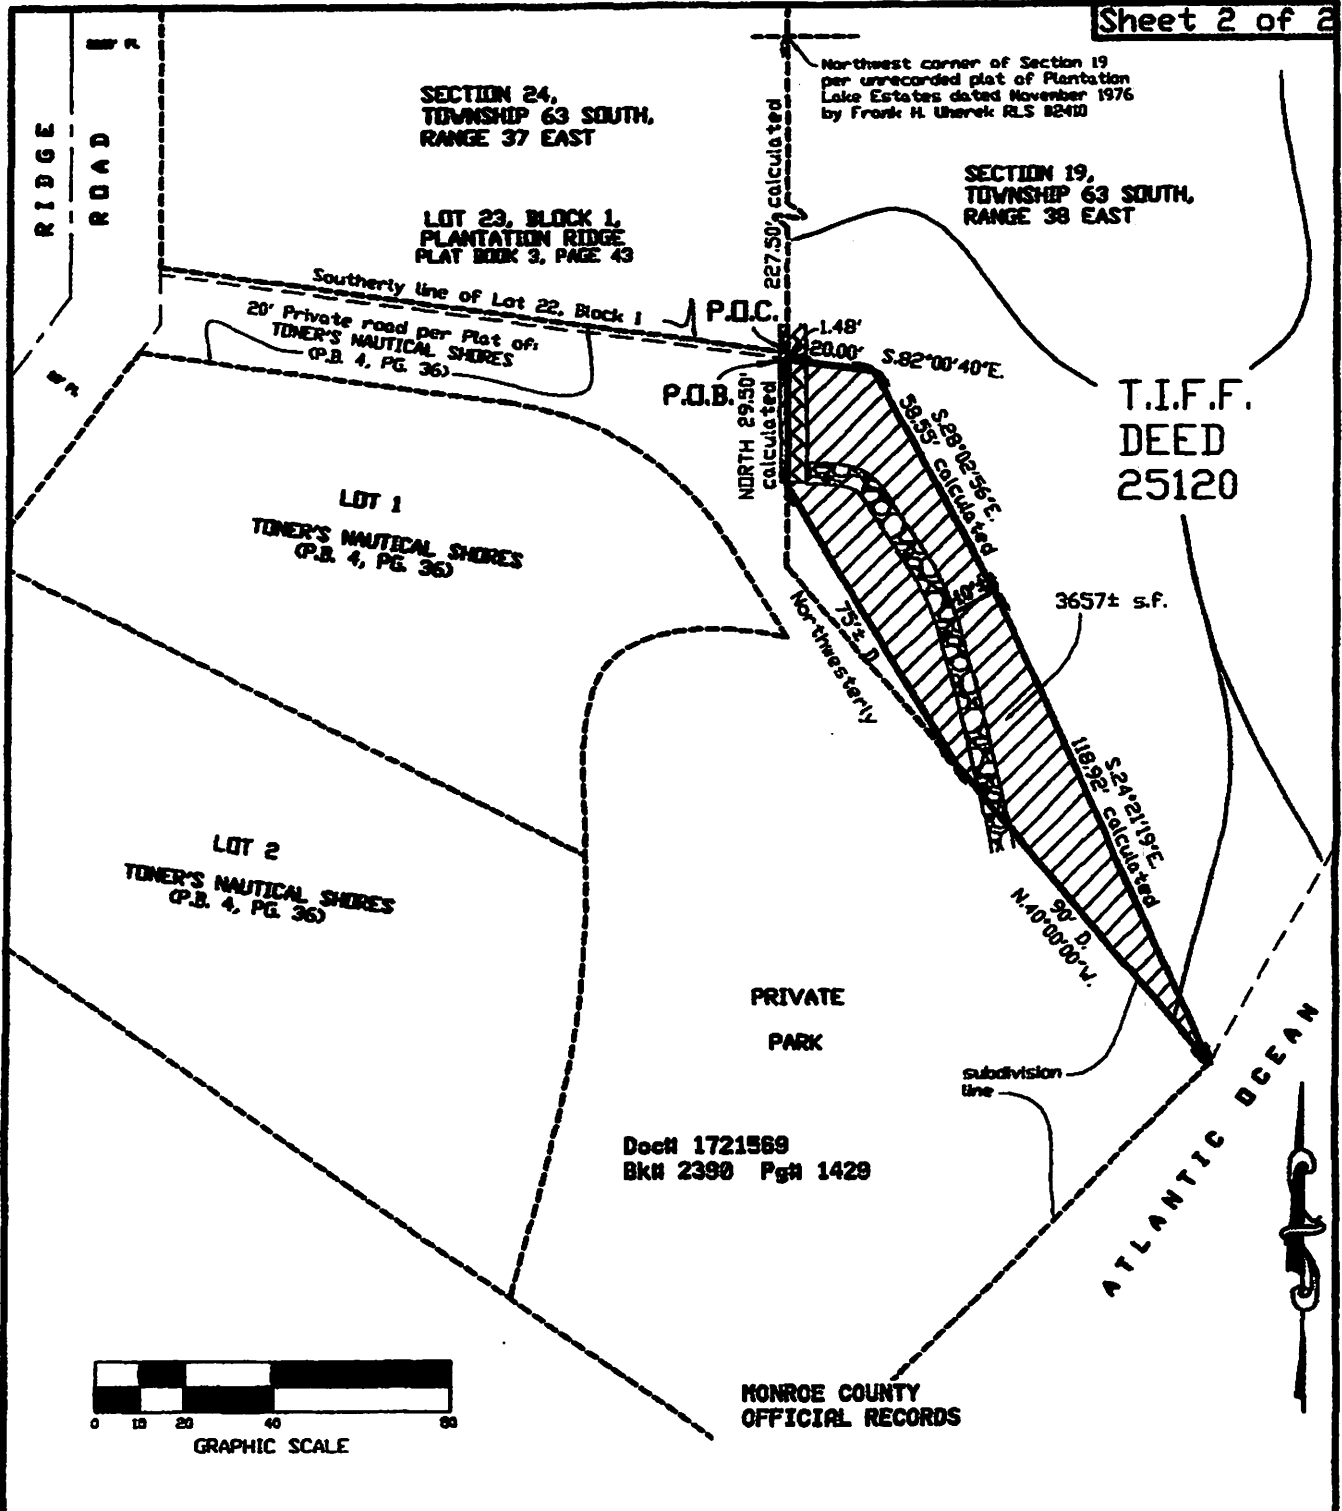 Sheet 2 of 2
Northwest corner of Section 19
per unrecorded plat of Plantation
Lake Estates dated November 1976
by Frank H. Uherek RLS #2410
RIDGE
ROAD
SECTION 24,
TOWNSHIP 63 SOUTH,
RANGE 37 EAST
SECTION 19,
TOWNSHIP 63 SOUTH,
RANGE 38 EAST
LOT 23, BLOCK 1,
PLANTATION RIDGE
PLAT BOOK 3, PAGE 43
227.50' calculated
Southerly line of Lot 22, Block 1
20' Private road per Plat of:
TONER'S NAUTICAL SHORES
(P.B. 4, PG. 36)
P.O.C.
1.48'
20.00'
S.82°00'40"E.
P.O.B.
NORTH 29.50'
calculated
S.28°02'56"E.
58.55' calculated
T.I.F.F.
DEED
25120
LOT 1
TONER'S NAUTICAL SHORES
(P.B. 4, PG. 36)
3657± s.f.
75'± D.
Northwesterly
S.24°21'19"E.
118.92' calculated
LOT 2
TONER'S NAUTICAL SHORES
(P.B. 4, PG. 36)
90' D.
N.40°00'00"W.
PRIVATE
PARK
subdivision
line
ATLANTIC OCEAN
Doc# 1721569
Bk# 2390 Pg# 1429
0 10 20 40 80
GRAPHIC SCALE
MONROE COUNTY
OFFICIAL RECORDS